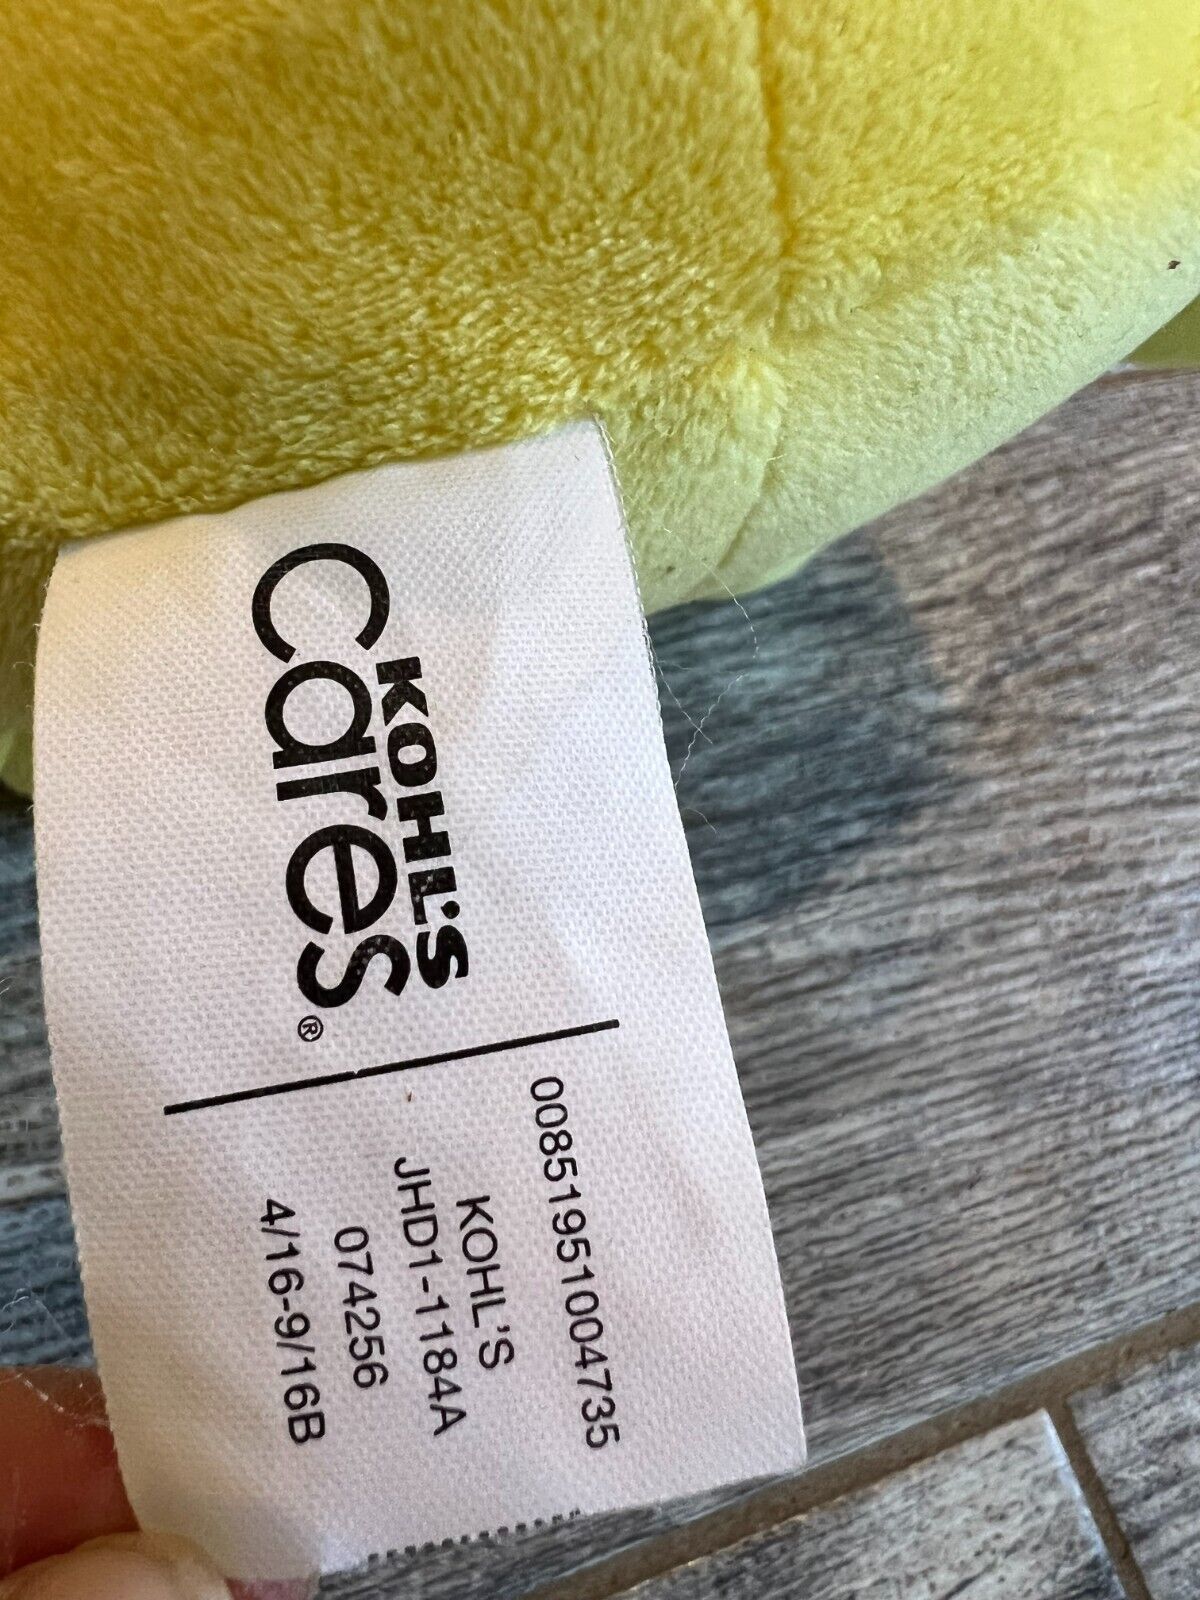 KOHL'S
cares®
00851951004735
KOHL'S
JHD1-1184A
074256
4/16-9/16B